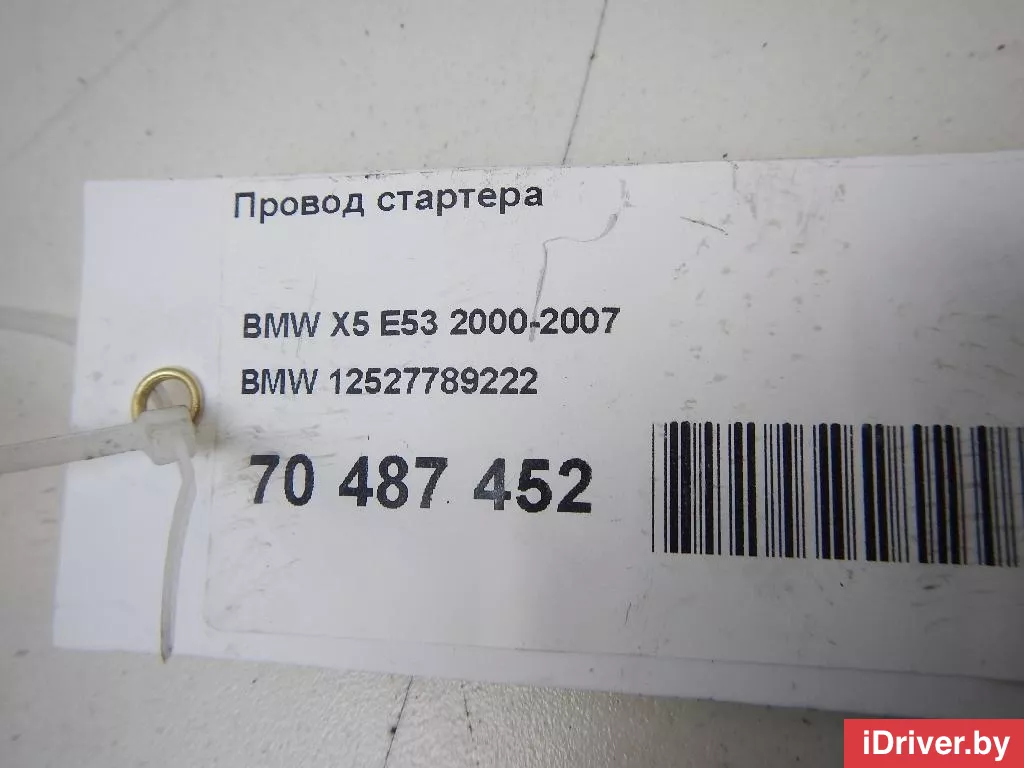 Провод стартера
BMW X5 E53 2000-2007
BMW 12527789222
70 487 452
iDriver.by